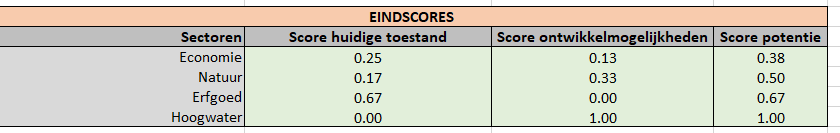 EINDSCORES
Sectoren Score huidige toestand Score ontwikkelmogelijkheden Score potentie
Economie 0.25 0.13 0.38
Natuur 0.17 0.33 0.50
Erfgoed 0.67 0.00 0.67
Hoogwater 0.00 1.00 1.00